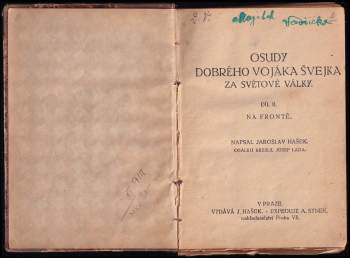 OSUDY
DOBRÉHO VOJÁKA ŠVEJKA
ZA SVĚTOVÉ VÁLKY.
DÍL II.
NA FRONTĚ.
NAPSAL JAROSLAV HAŠEK.
OBÁLKU KRESLIL JOSEF LADA.
V PRAZE.
VYDÁVÁ J. HAŠEK. - EXPEDUJE A. SYNEK,
nakladatelství Praha VII.